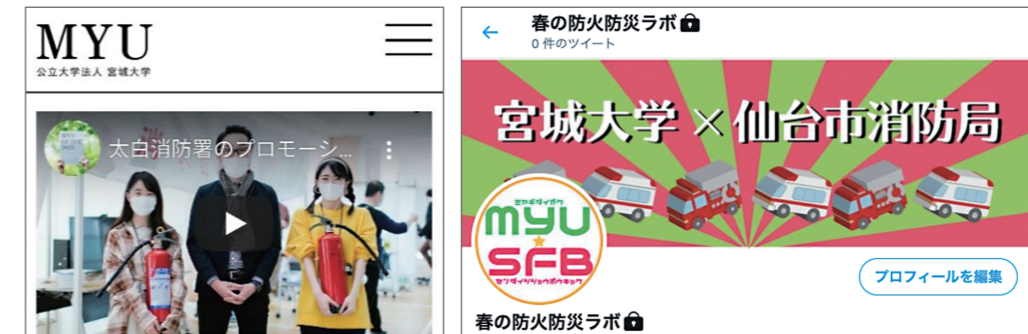 MYU
公立大学法人 宮城大学
太白消防署のプロモーシ...
春の防火防災ラボ
0 件のツイート
宮城大学×仙台市消防局
ミヤギダイガク
MYU
SFB
センダイシショウボウキョク
プロフィールを編集
春の防火防災ラボ